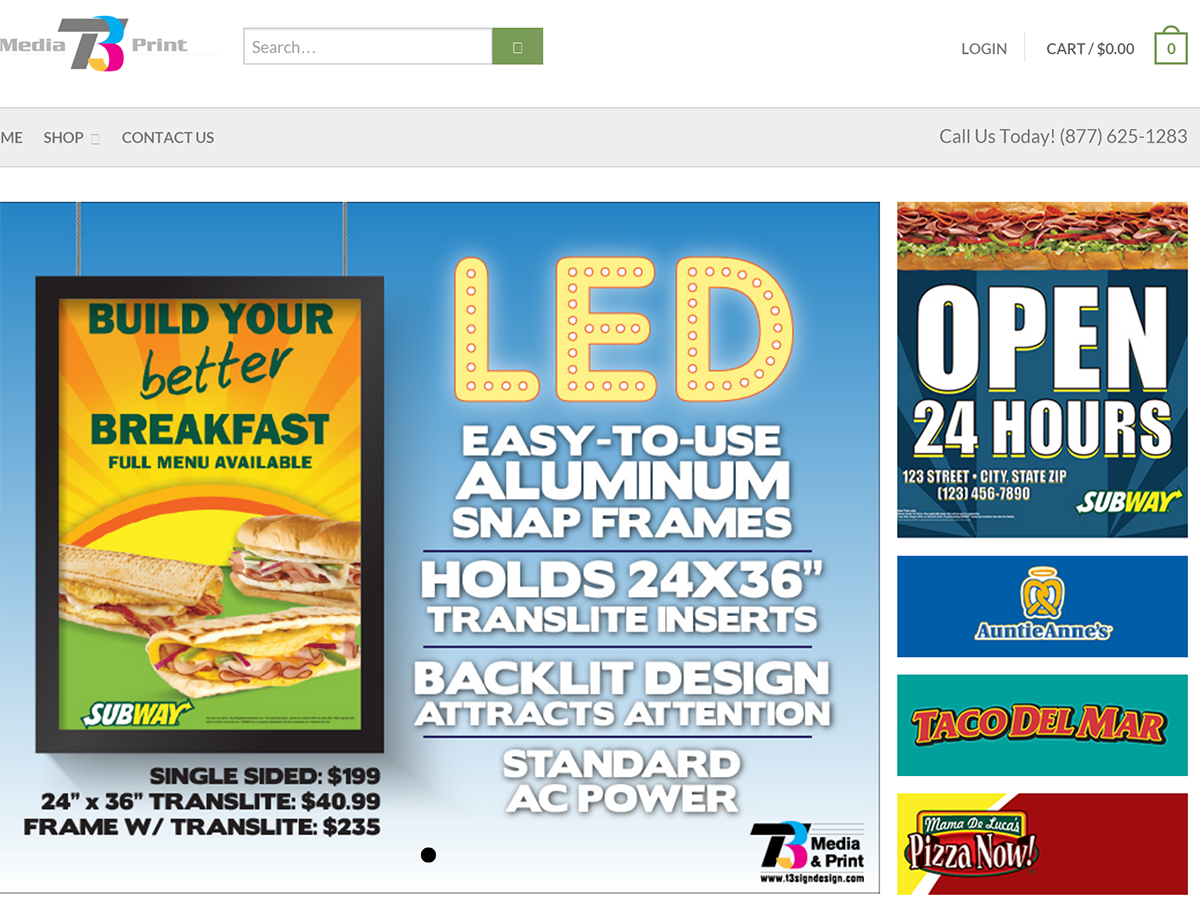 Media T3 Print
Search...
LOGIN
CART / $0.00
0
ME
SHOP
CONTACT US
Call Us Today! (877) 625-1283
BUILD YOUR
better
BREAKFAST
FULL MENU AVAILABLE
SUBWAY
SINGLE SIDED: $199
24” x 36” TRANSLITE: $40.99
FRAME W/ TRANSLITE: $235
LED
EASY-TO-USE
ALUMINUM
SNAP FRAMES
HOLDS 24X36”
TRANSLITE INSERTS
BACKLIT DESIGN
ATTRACTS ATTENTION
STANDARD
AC POWER
T3 Media
& Print
www.t3signdesign.com
OPEN
24 HOURS
123 STREET • CITY, STATE ZIP
(123) 456-7890
SUBWAY
AuntieAnne's
TACO DEL MAR
Mama De Luca's
Pizza Now!